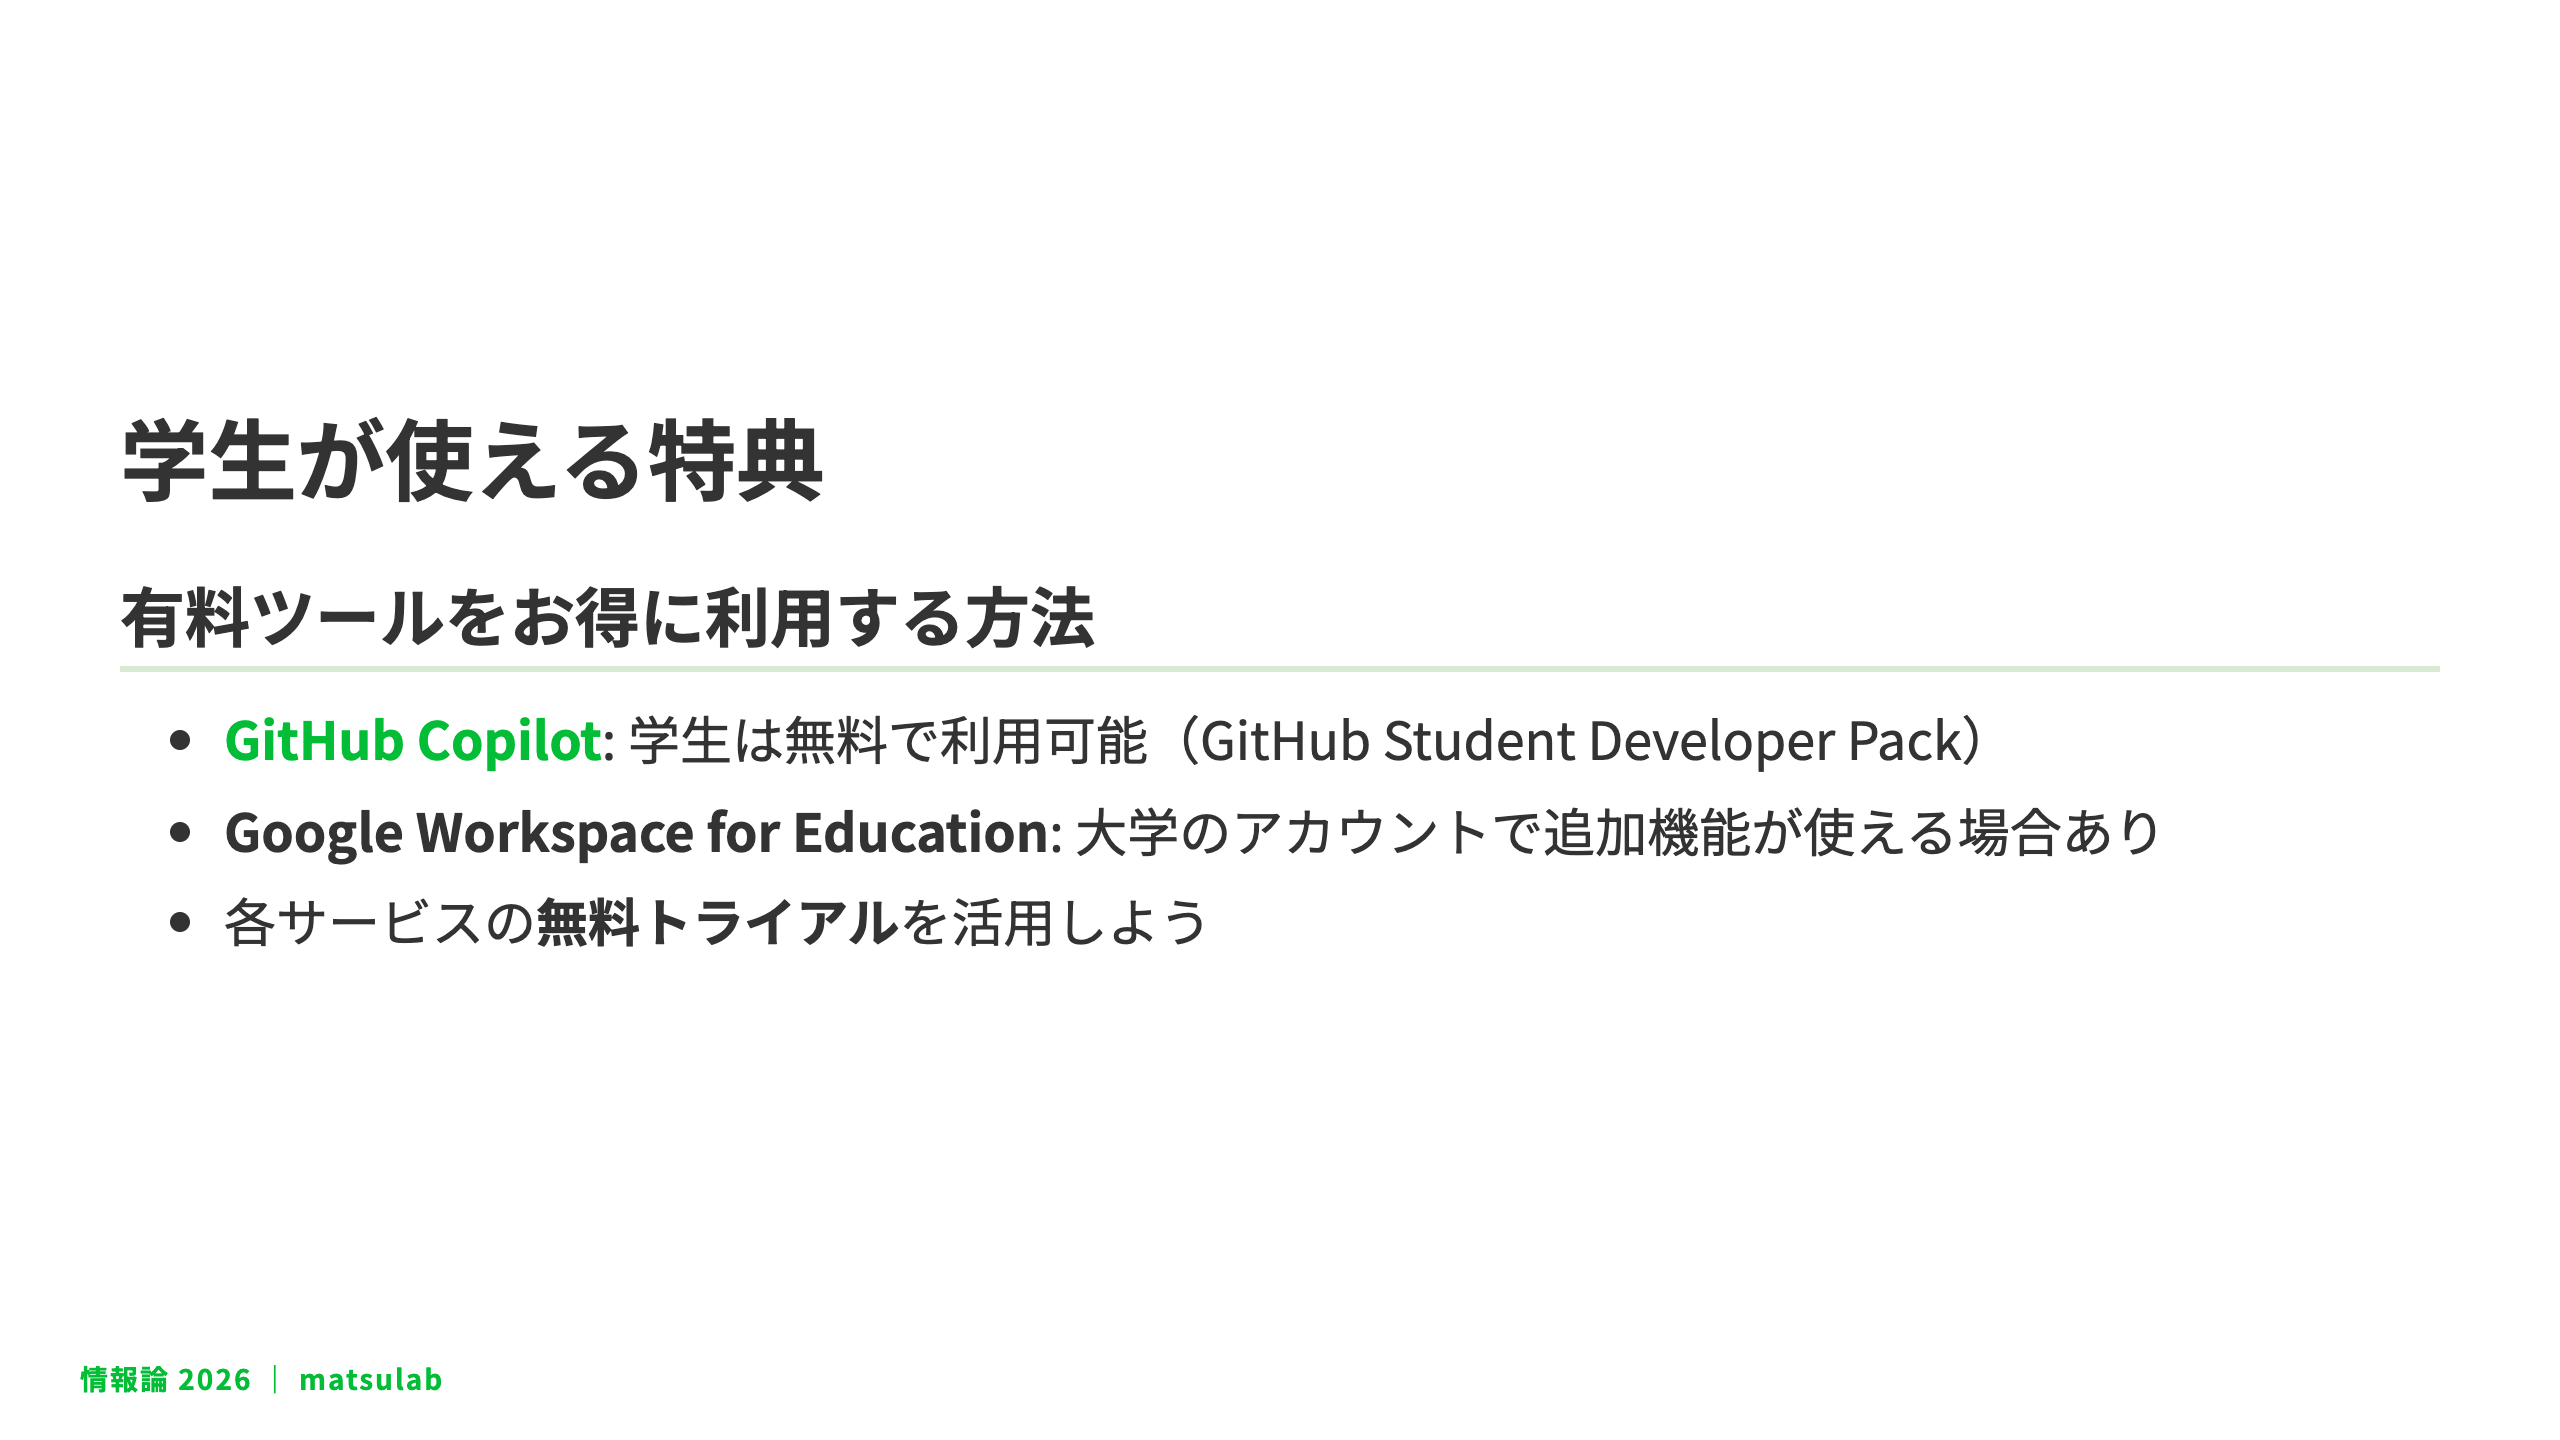 学生が使える特典
有料ツールをお得に利用する方法
• GitHub Copilot: 学生は無料で利用可能（GitHub Student Developer Pack）
• Google Workspace for Education: 大学のアカウントで追加機能が使える場合あり
• 各サービスの無料トライアルを活用しよう
情報論 2026 ｜ matsulab